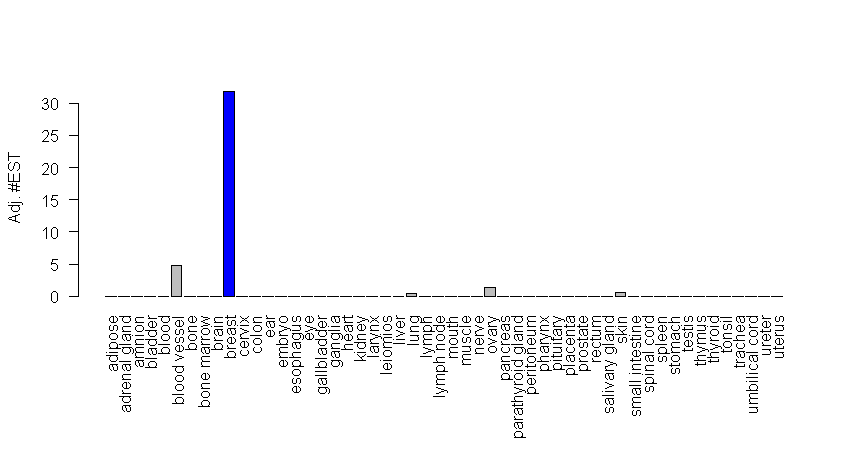 Adj. #EST
30
25
20
15
10
5
0
adipose
adrenal gland
amnion
bladder
blood
blood vessel
bone
bone marrow
brain
breast
cervix
colon
ear
embryo
esophagus
eye
gallbladder
ganglia
heart
kidney
larynx
leiomios
liver
lung
lymph
lymph node
mouth
muscle
nerve
ovary
pancreas
parathyroid gland
peritoneum
pharynx
pituitary
placenta
prostate
rectum
salivary gland
skin
small intestine
spinal cord
spleen
stomach
testis
thymus
thyroid
tonsil
trachea
umbilical cord
ureter
uterus